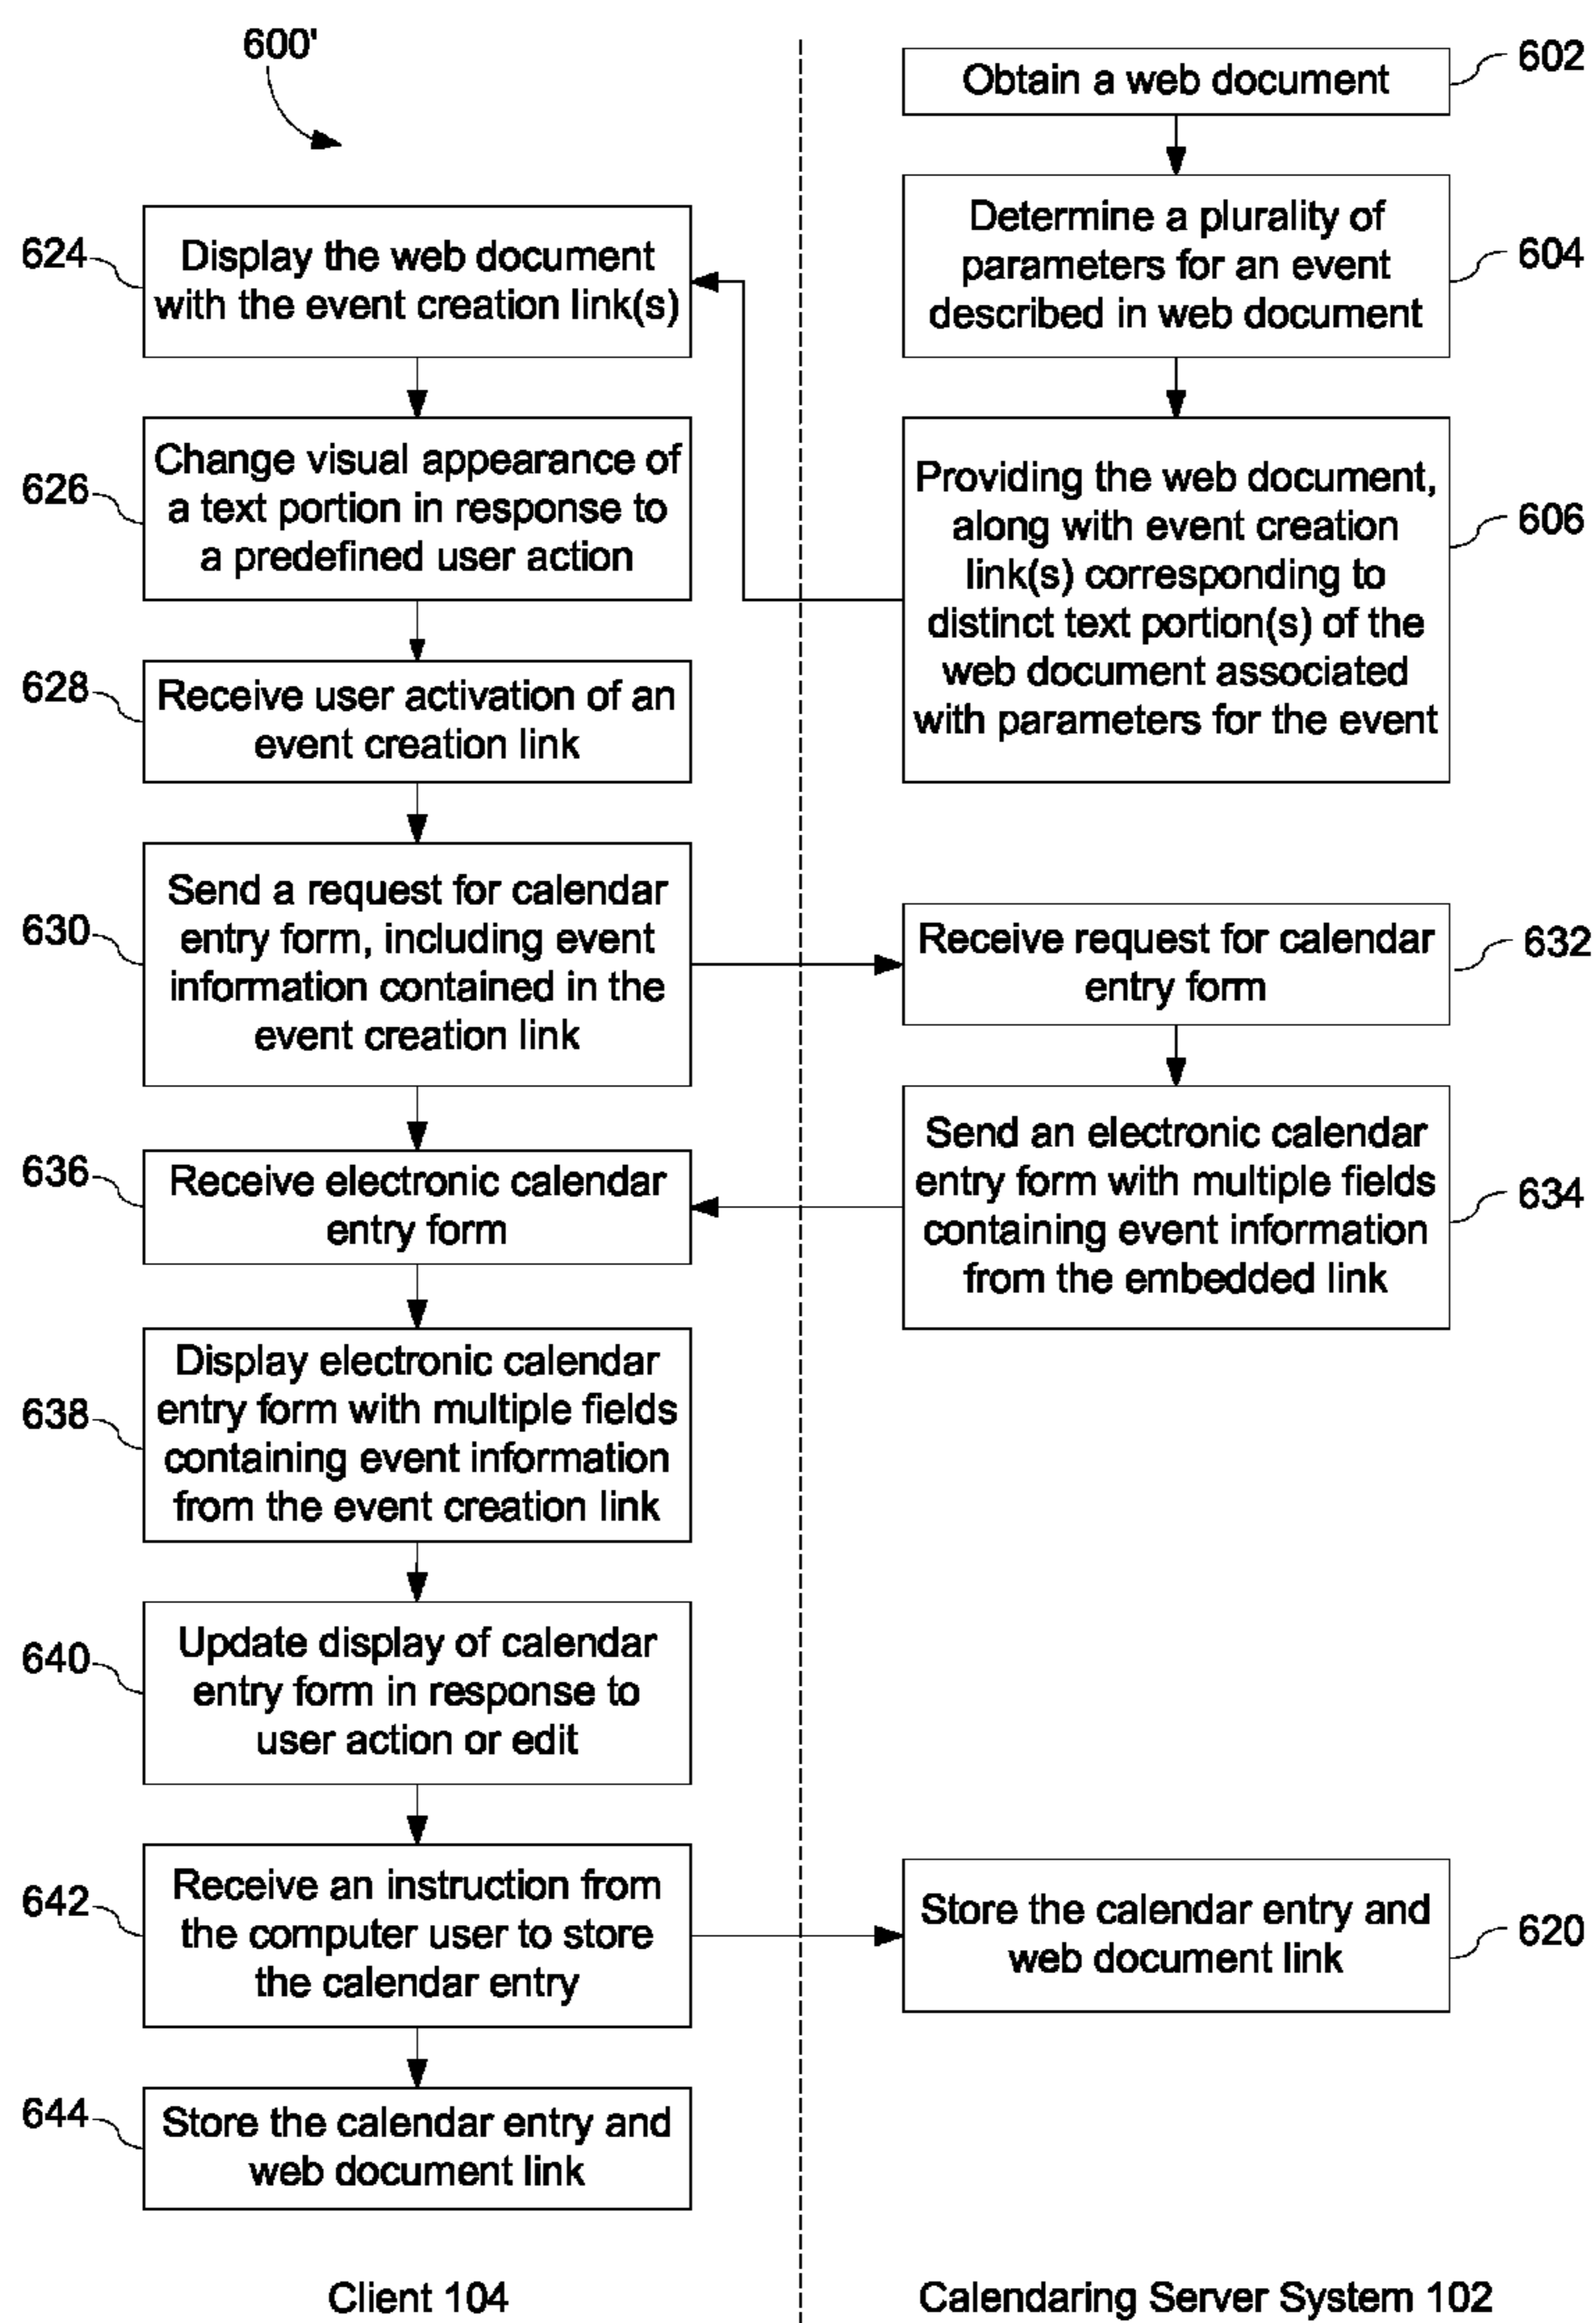 600'
602
Obtain a web document
604
Determine a plurality of
parameters for an event
described in web document
606
Providing the web document,
along with event creation
link(s) corresponding to
distinct text portion(s) of the
web document associated
with parameters for the event
624
Display the web document
with the event creation link(s)
626
Change visual appearance of
a text portion in response to
a predefined user action
628
Receive user activation of an
event creation link
630
Send a request for calendar
entry form, including event
information contained in the
event creation link
632
Receive request for calendar
entry form
634
Send an electronic calendar
entry form with multiple fields
containing event information
from the embedded link
636
Receive electronic calendar
entry form
638
Display electronic calendar
entry form with multiple fields
containing event information
from the event creation link
640
Update display of calendar
entry form in response to
user action or edit
642
Receive an instruction from
the computer user to store
the calendar entry
620
Store the calendar entry and
web document link
644
Store the calendar entry and
web document link
Client 104
Calendaring Server System 102